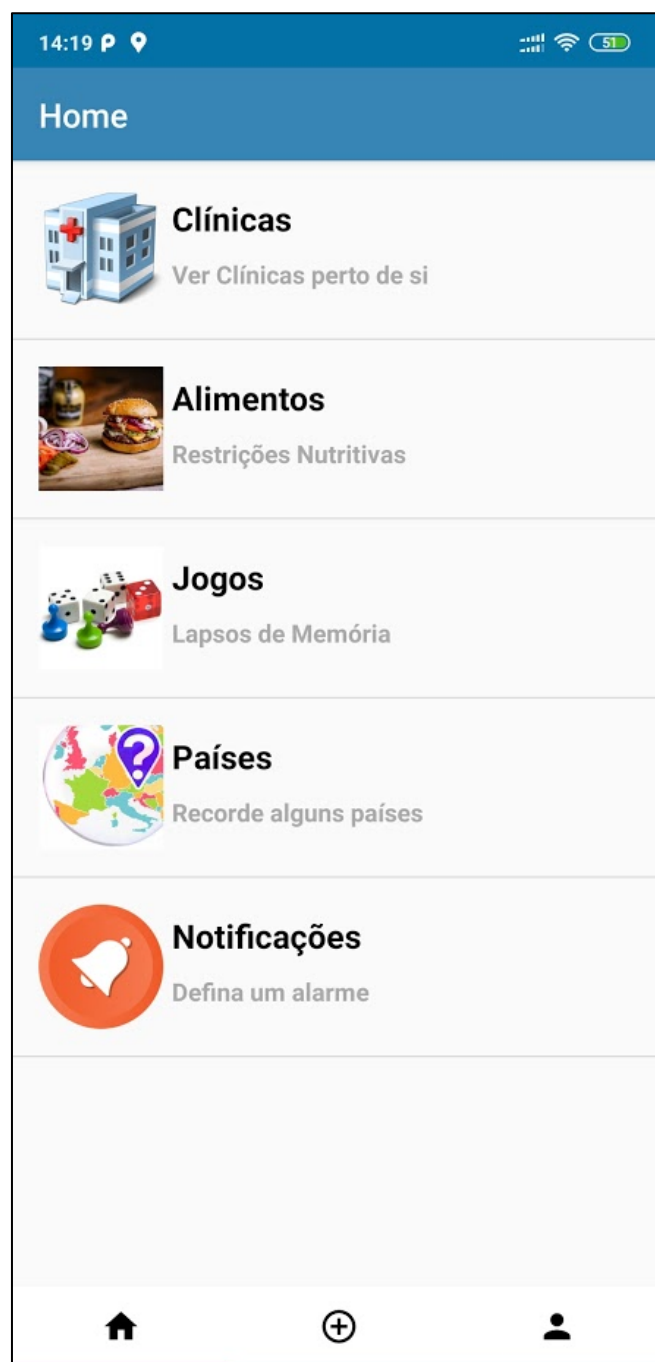 14:19 P
51
Home
Clínicas
Ver Clínicas perto de si
Alimentos
Restrições Nutritivas
Jogos
Lapsos de Memória
?
Países
Recorde alguns países
Notificações
Defina um alarme